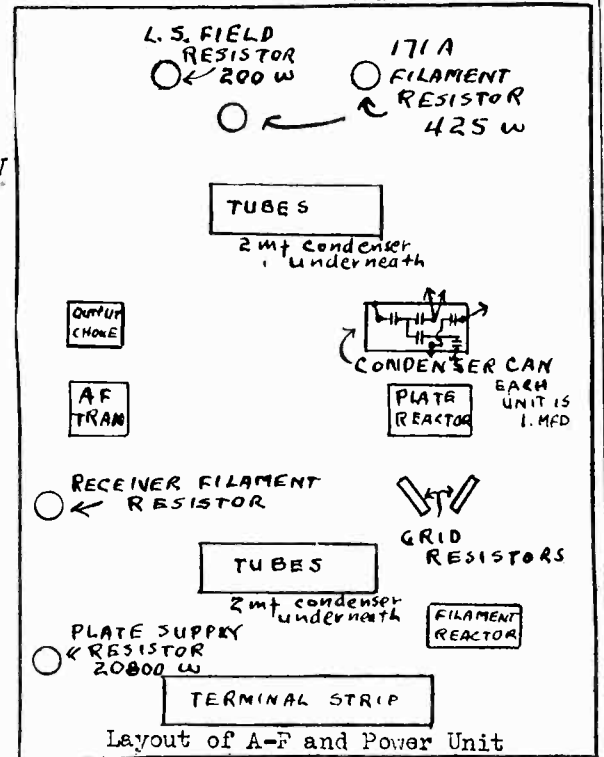 L.S. FIELD
RESISTOR
200 W
171A
FILAMENT
RESISTOR
425 W
TUBES
2 mf condenser
underneath
OUTPUT
CHOKE
CONDENSER CAN
EACH
UNIT IS
1. MFD
AF
TRAN
PLATE
REACTOR
RECEIVER FILAMENT
RESISTOR
GRID
RESISTORS
TUBES
2 mf condenser
underneath
FILAMENT
REACTOR
PLATE SUPPLY
RESISTOR
20800 W
TERMINAL STRIP
Layout of A-F and Power Unit